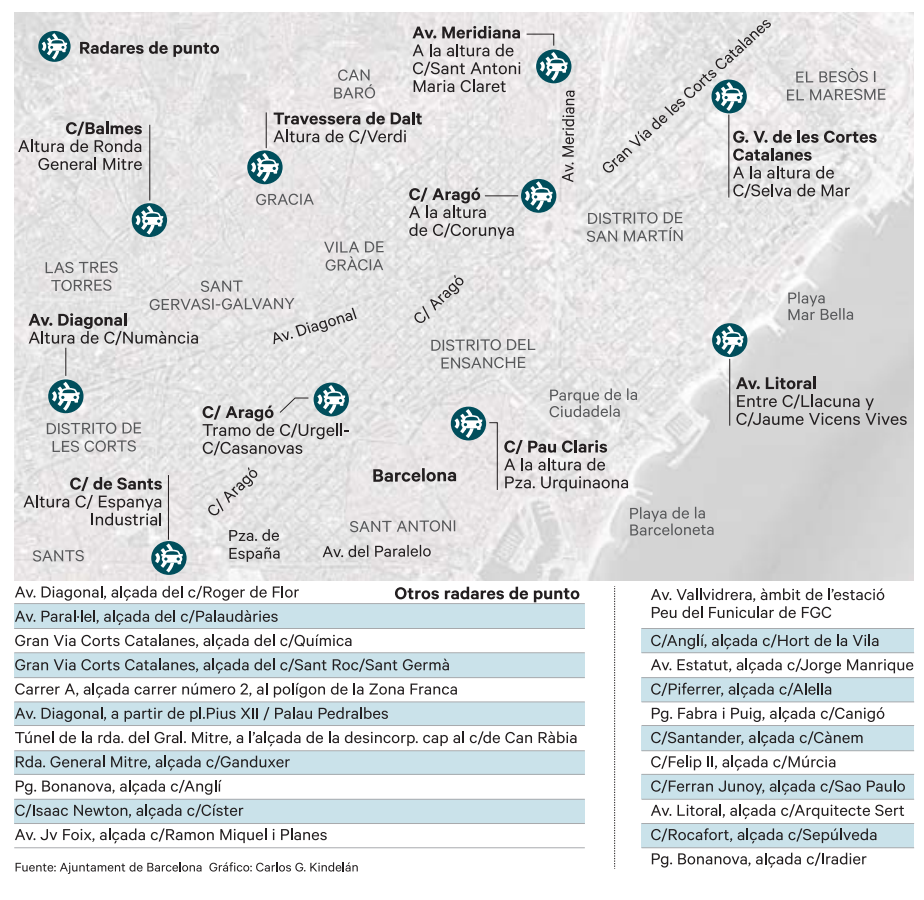 Radares de punto
Av. Meridiana
A la altura de
C/Sant Antoni
Maria Claret
CAN
BARÓ
Gran Vía de les Corts Catalanes
EL BESÒS I
EL MARESME
C/Balmes
Altura de Ronda
General Mitre
Travessera de Dalt
Altura de C/Verdi
Av. Meridiana
G. V. de les Cortes
Catalanes
A la altura de
C/Selva de Mar
GRACIA
C/ Aragó
A la altura
de C/Corunya
DISTRITO DE
SAN MARTÍN
VILA DE
GRÀCIA
LAS TRES
TORRES
SANT
GERVASI-GALVANY
C/ Aragó
Playa
Mar Bella
Av. Diagonal
Altura de C/Numància
Av. Diagonal
DISTRITO DEL
ENSANCHE
Av. Litoral
Entre C/Llacuna y
C/Jaume Vicens Vives
Parque de la
Ciudadela
C/ Aragó
Tramo de C/Urgell-
C/Casanovas
DISTRITO DE
LES CORTS
C/ Pau Claris
A la altura de
Pza. Urquinaona
Barcelona
C/ de Sants
Altura C/ Espanya
Industrial
C/ Aragó
Playa de la
Barceloneta
SANT ANTONI
Pza. de
España
Av. del Paralelo
SANTS
Otros radares de punto
Av. Diagonal, alçada del c/Roger de Flor
Av. Paral·lel, alçada del c/Palaudàries
Gran Via Corts Catalanes, alçada del c/Química
Gran Via Corts Catalanes, alçada del c/Sant Roc/Sant Germà
Carrer A, alçada carrer número 2, al polígon de la Zona Franca
Av. Diagonal, a partir de pl.Pius XII / Palau Pedralbes
Túnel de la rda. del Gral. Mitre, a l'alçada de la desincorp. cap al c/de Can Ràbia
Rda. General Mitre, alçada c/Ganduxer
Pg. Bonanova, alçada c/Anglí
C/Isaac Newton, alçada c/Císter
Av. Jv Foix, alçada c/Ramon Miquel i Planes
Av. Vallvidrera, àmbit de l'estació
Peu del Funicular de FGC
C/Anglí, alçada c/Hort de la Vila
Av. Estatut, alçada c/Jorge Manrique
C/Piferrer, alçada c/Alella
Pg. Fabra i Puig, alçada c/Canigó
C/Santander, alçada c/Cànem
C/Felip II, alçada c/Múrcia
C/Ferran Junoy, alçada c/Sao Paulo
Av. Litoral, alçada c/Arquitecte Sert
C/Rocafort, alçada c/Sepúlveda
Pg. Bonanova, alçada c/Iradier
Fuente: Ajuntament de Barcelona Gráfico: Carlos G. Kindelán